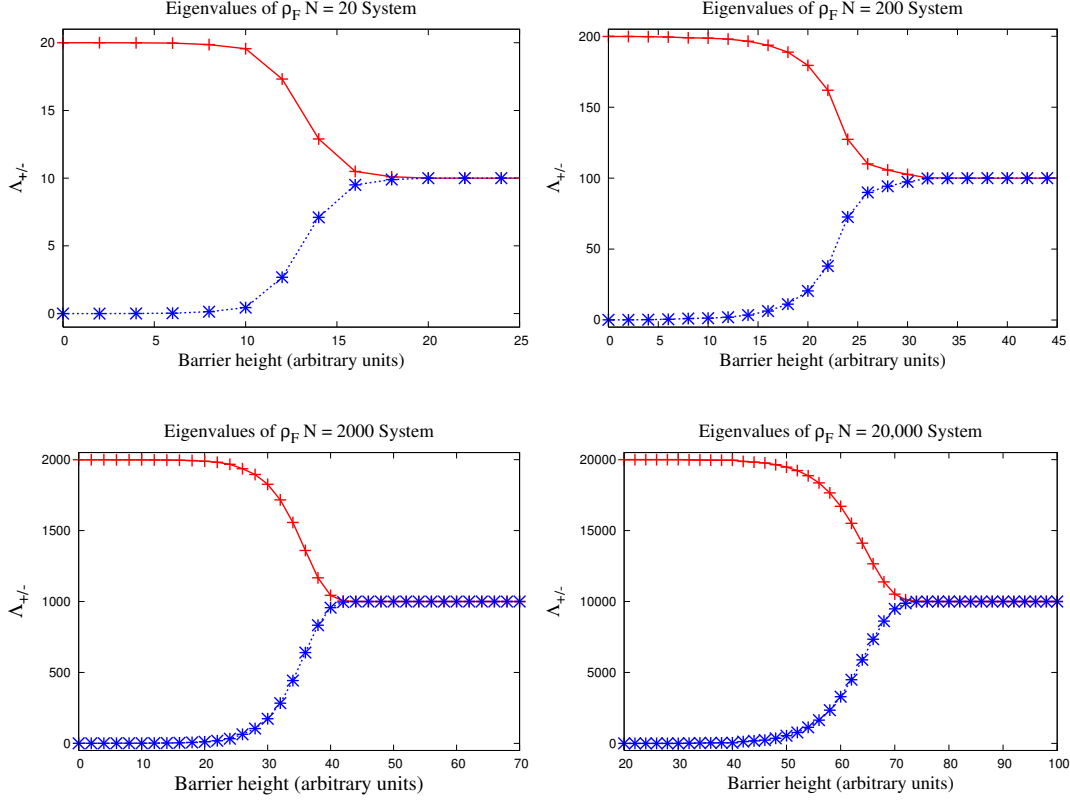 Eigenvalues of ρF N = 20 System
20
15
10
5
0
Λ+/-
0 5 10 15 20 25
Barrier height (arbitrary units)
Eigenvalues of ρF N = 200 System
200
150
100
50
0
Λ+/-
0 5 10 15 20 25 30 35 40 45
Barrier height (arbitrary units)
Eigenvalues of ρF N = 2000 System
2000
1500
1000
500
0
Λ+/-
0 10 20 30 40 50 60 70
Barrier height (arbitrary units)
Eigenvalues of ρF N = 20,000 System
20000
15000
10000
5000
0
Λ+/-
20 30 40 50 60 70 80 90 100
Barrier height (arbitrary units)